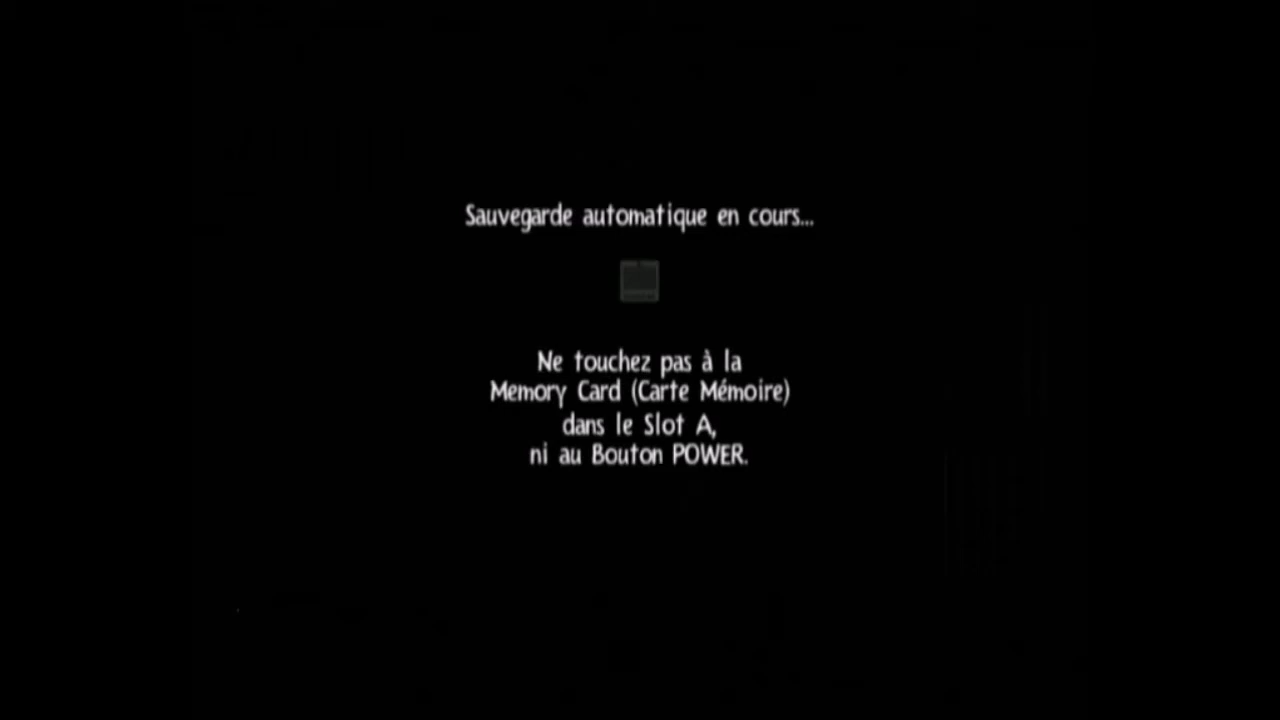 Sauvegarde automatique en cours...
Ne touchez pas à la
Memory Card (Carte Mémoire)
dans le Slot A,
ni au Bouton POWER.